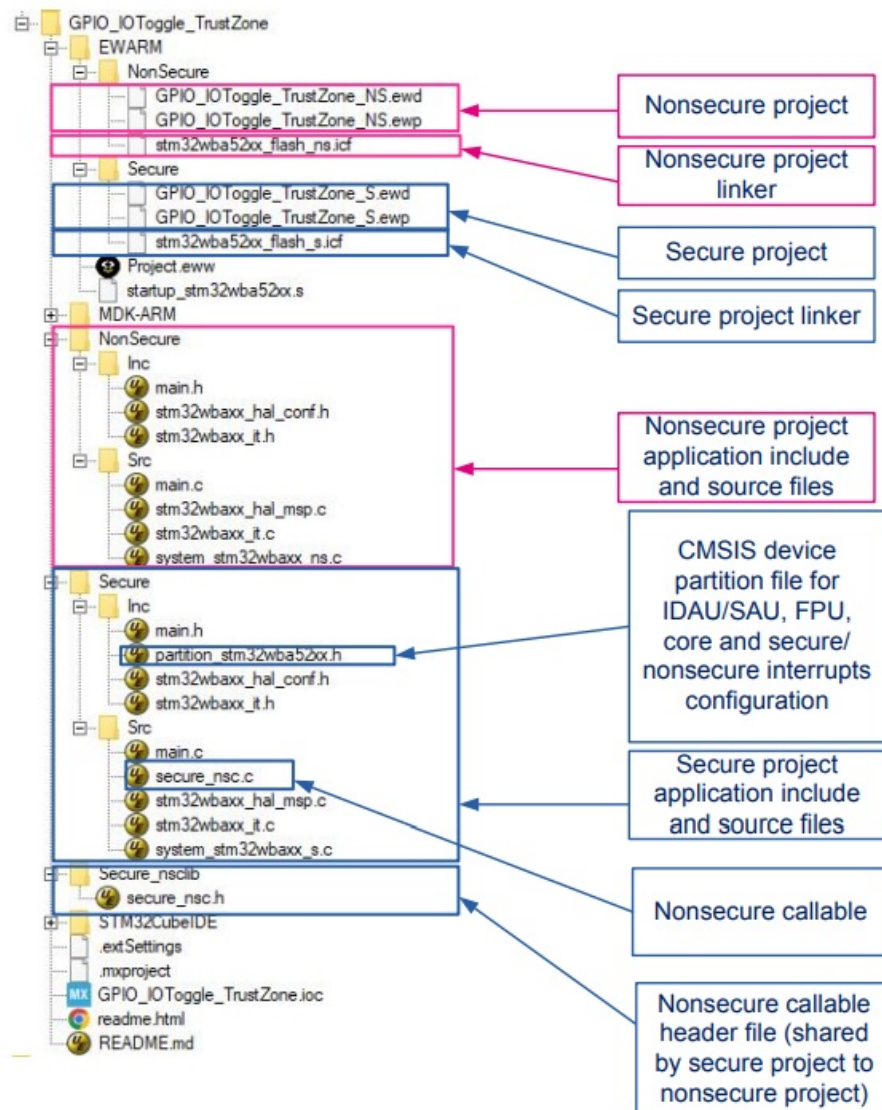 GPIO_IOToggle_TrustZone
EWARM
NonSecure
GPIO_IOToggle_TrustZone_NS.ewd
GPIO_IOToggle_TrustZone_NS.ewp
stm32wba52xx_flash_ns.icf
Secure
GPIO_IOToggle_TrustZone_S.ewd
GPIO_IOToggle_TrustZone_S.ewp
stm32wba52xx_flash_s.icf
Project.eww
startup_stm32wba52xx.s
MDK-ARM
NonSecure
Inc
main.h
stm32wbaxx_hal_conf.h
stm32wbaxx_it.h
Src
main.c
stm32wbaxx_hal_msp.c
stm32wbaxx_it.c
system_stm32wbaxx_ns.c
Secure
Inc
main.h
partition_stm32wba52xx.h
stm32wbaxx_hal_conf.h
stm32wbaxx_it.h
Src
main.c
secure_nsc.c
stm32wbaxx_hal_msp.c
stm32wbaxx_it.c
system_stm32wbaxx_s.c
Secure_nsclib
secure_nsc.h
STM32CubeIDE
.extSettings
.mxproject
MX GPIO_IOToggle_TrustZone.ioc
readme.html
README.md
Nonsecure project
Nonsecure project
linker
Secure project
Secure project linker
Nonsecure project
application include
and source files
CMSIS device
partition file for
IDAU/SAU, FPU,
core and secure/
nonsecure interrupts
configuration
Secure project
application include
and source files
Nonsecure callable
Nonsecure callable
header file (shared
by secure project to
nonsecure project)